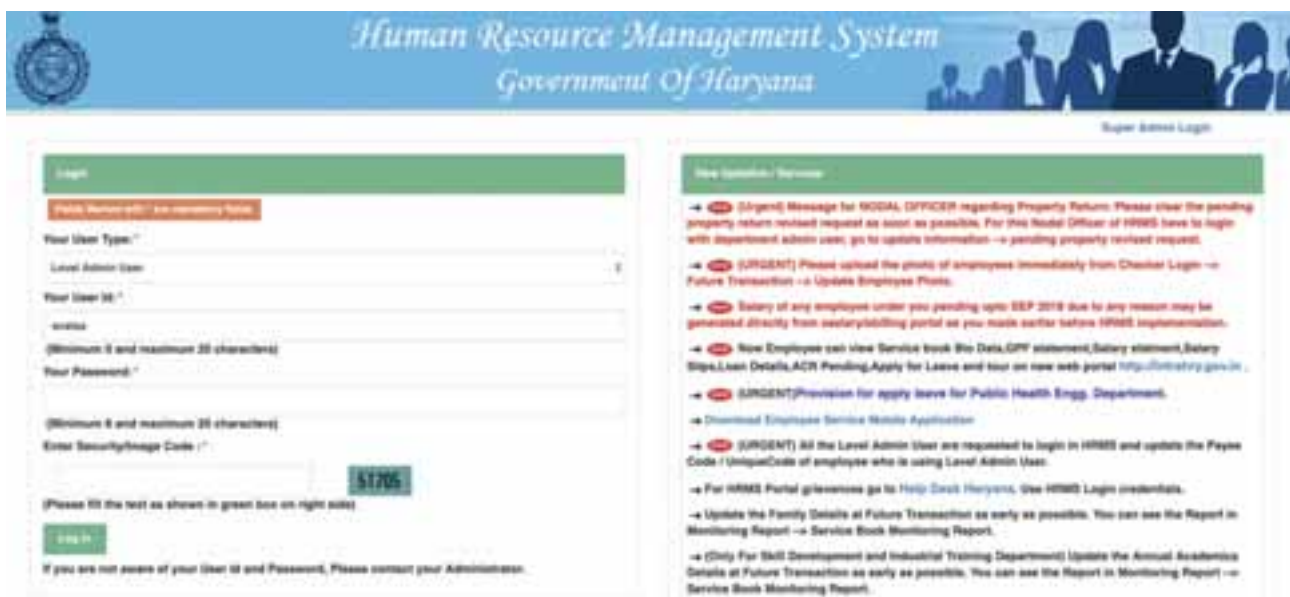 Human Resource Management System
Government Of Haryana
Super Admin Login
Login
Your User Type:*
Level Admin User
Your User Id:*
(Minimum 5 and maximum 20 characters)
Your Password:*
(Minimum 6 and maximum 20 characters)
Enter Security/Image Code :*
51705
(Please fill the text as shown in green box on right side)
Log In
If you are not aware of your User Id and Password, Please contact your Administrator.
(Urgent) Message for NODAL OFFICER regarding Property Return: Please clear the pending
property return revised request as soon as possible. For this Nodal Officer of HRMS have to login
with department admin user, go to update information --> pending property revised request.
(URGENT) Please upload the photo of employees immediately from Checker Login -->
Future Transaction --> Update Employee Photo.
Salary of any employee under you pending upto SEP 2018 due to any reason may be
generated directly from portal as you made earlier before HRMS implementation.
Now Employee can view Service book Bio Data,GPF statement,Salary Salary
Slips,Loan Details,ACR Pending,Apply for Leave and tour on new web portal http://intrahry.gov.in .
(URGENT)Provision for apply leave for Public Health Engg. Department.
Download Employee Service Mobile Application
(URGENT) All the Level Admin User are requested to login in HRMS and update the Payee
Code / UniqueCode of employee who is using Level Admin User.
For HRMS Portal grievances go to Help Desk Haryana. Use HRMS Login credentials.
Update the Family Details at Future Transaction as early as possible. You can see the Report in
Monitoring Report --> Service Book Monitoring Report.
(Only For Skill Development and Industrial Training Department) Update the Annual Academics
Details at Future Transaction as early as possible. You can see the Report in Monitoring Report -->
Service Book Monitoring Report.